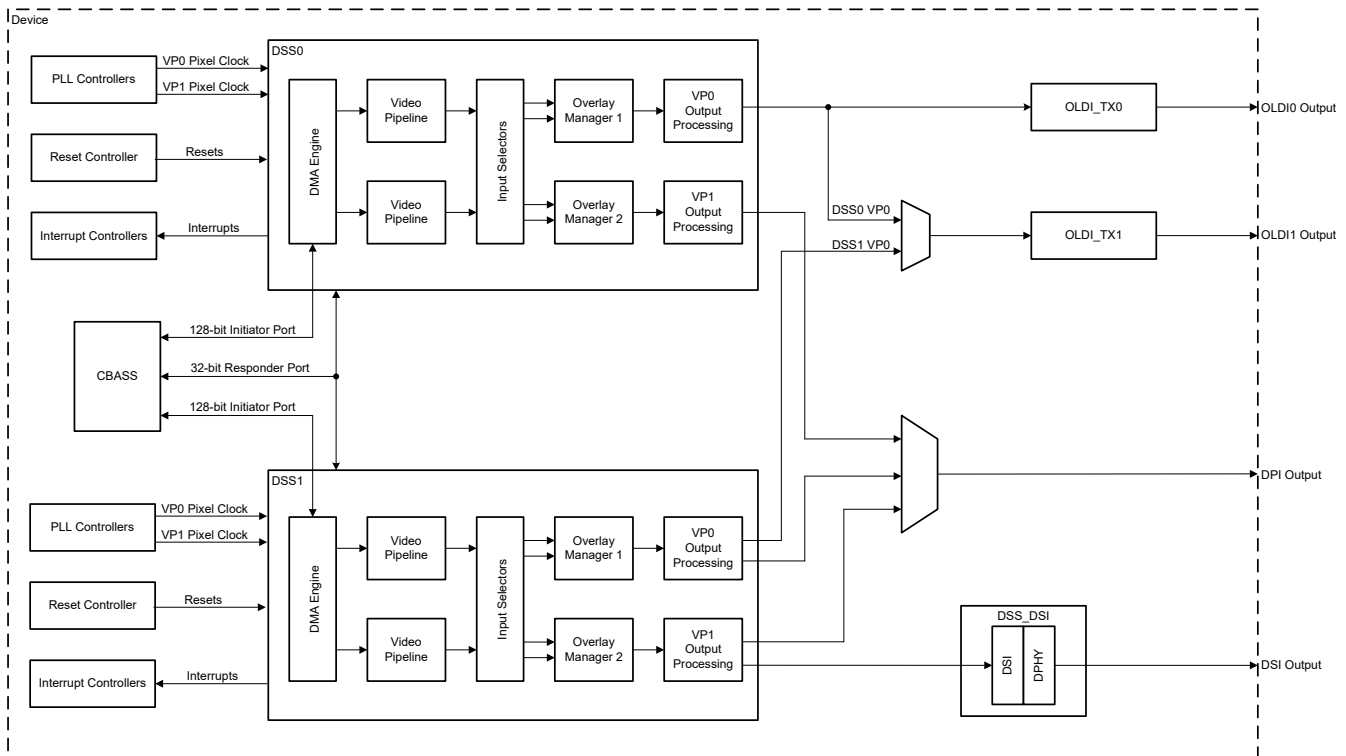 Device
DSS0
PLL Controllers
VP0 Pixel Clock
VP1 Pixel Clock
Reset Controller
Resets
Interrupt Controllers
Interrupts
DMA Engine
Video
Pipeline
Video
Pipeline
Input Selectors
Overlay
Manager 1
Overlay
Manager 2
VP0
Output
Processing
VP1
Output
Processing
OLDI_TX0
OLDI0 Output
DSS0 VP0
DSS1 VP0
OLDI_TX1
OLDI1 Output
CBASS
128-bit Initiator Port
32-bit Responder Port
128-bit Initiator Port
DPI Output
DSS1
PLL Controllers
VP0 Pixel Clock
VP1 Pixel Clock
Reset Controller
Resets
Interrupt Controllers
Interrupts
DMA Engine
Video
Pipeline
Video
Pipeline
Input Selectors
Overlay
Manager 1
Overlay
Manager 2
VP0
Output
Processing
VP1
Output
Processing
DSS_DSI
DSI
DPHY
DSI Output